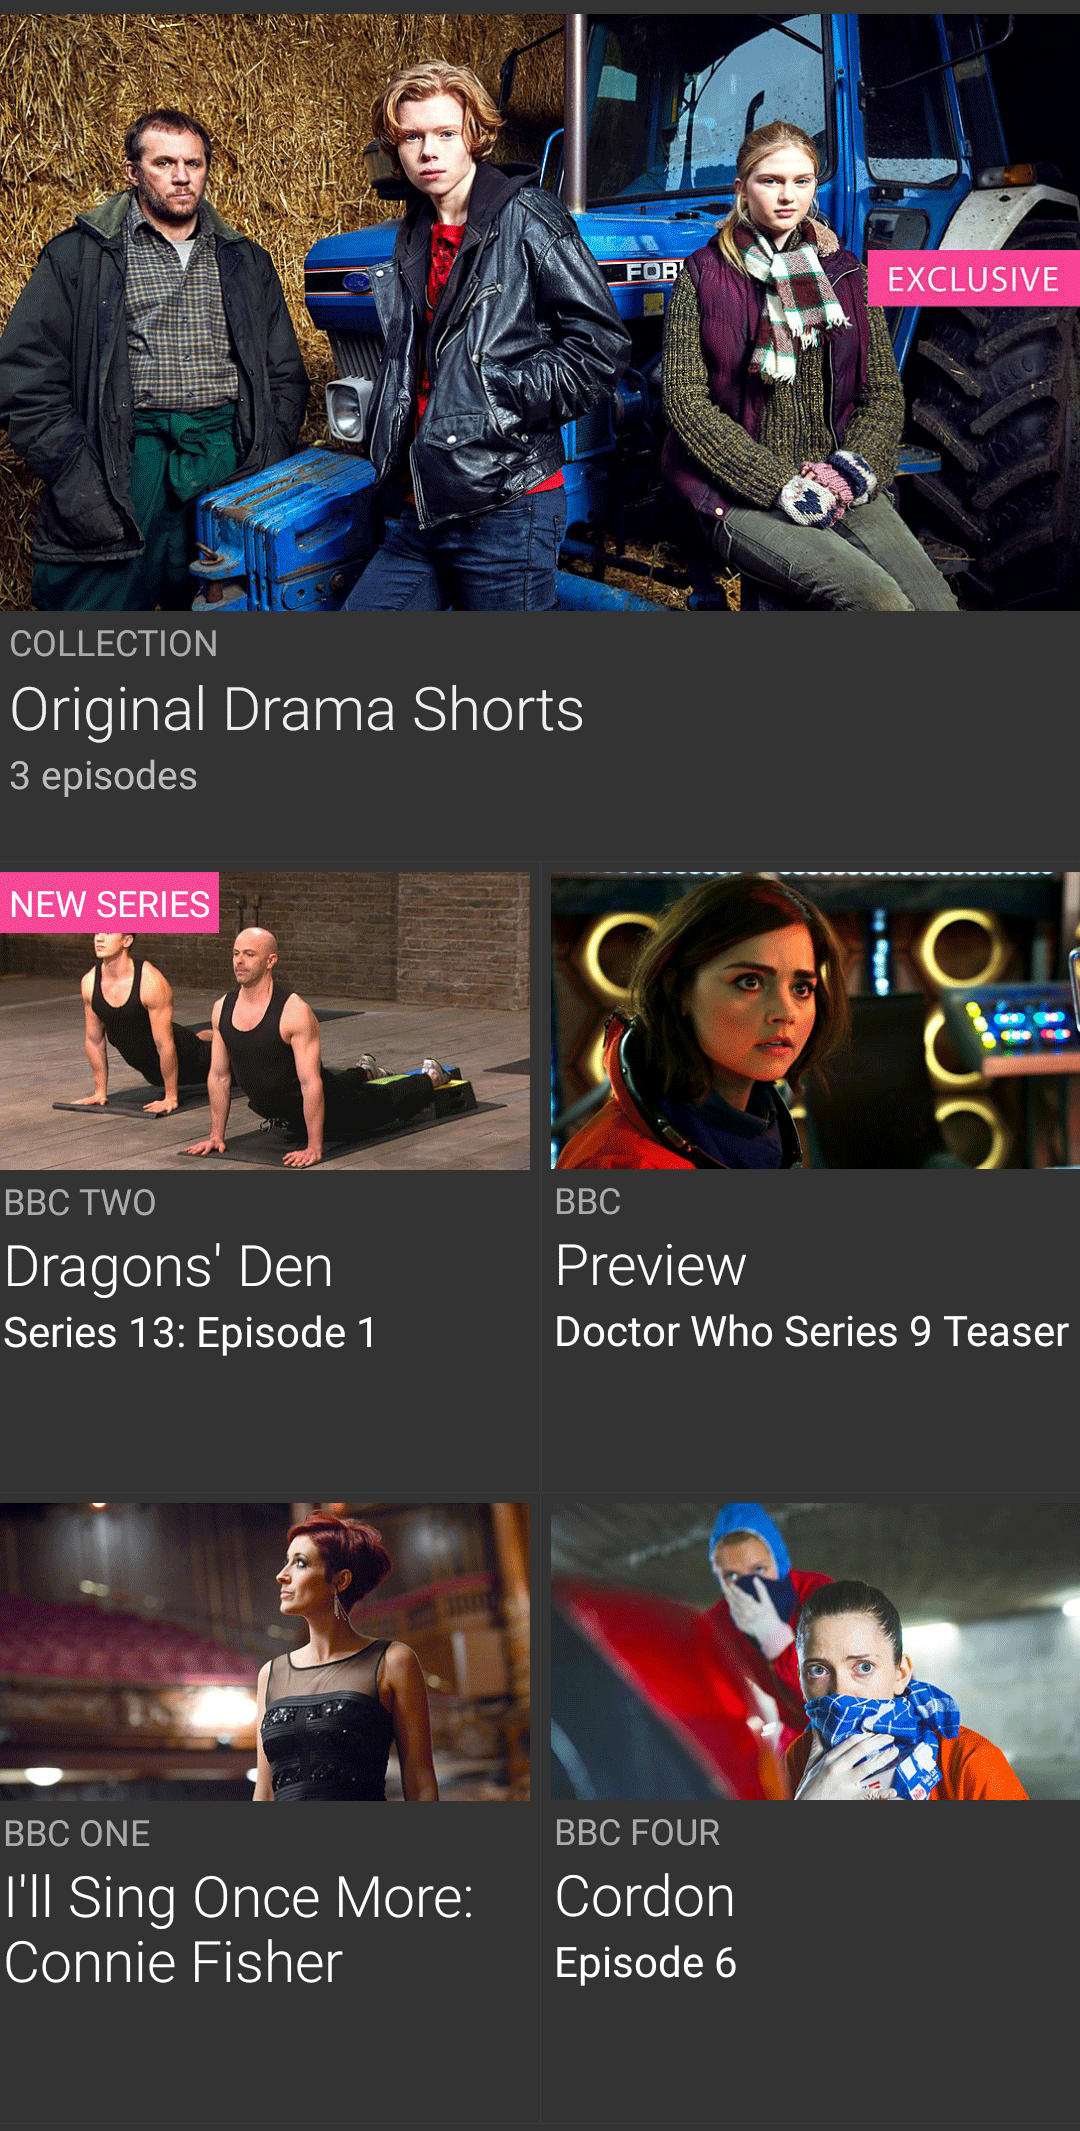 FOR
EXCLUSIVE
COLLECTION
Original Drama Shorts
3 episodes
NEW SERIES
BBC TWO
Dragons' Den
Series 13: Episode 1
BBC
Preview
Doctor Who Series 9 Teaser
BBC ONE
I'll Sing Once More:
Connie Fisher
BBC FOUR
Cordon
Episode 6